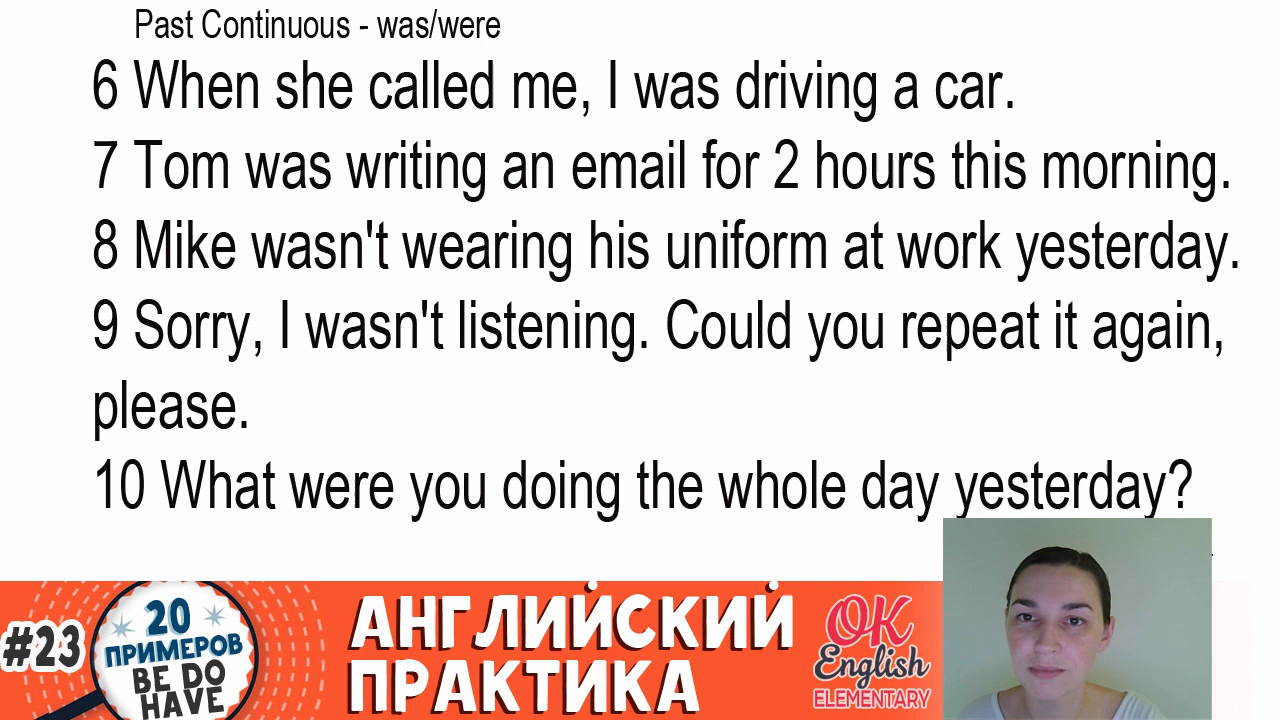 Past Continuous - was/were
6 When she called me, I was driving a car.
7 Tom was writing an email for 2 hours this morning.
8 Mike wasn't wearing his uniform at work yesterday.
9 Sorry, I wasn't listening. Could you repeat it again,
please.
10 What were you doing the whole day yesterday?
#23
20
ПРИМЕРОВ
BE DO
HAVE
АНГЛИЙСКИЙ
ПРАКТИКА
OK
English
ELEMENTARY